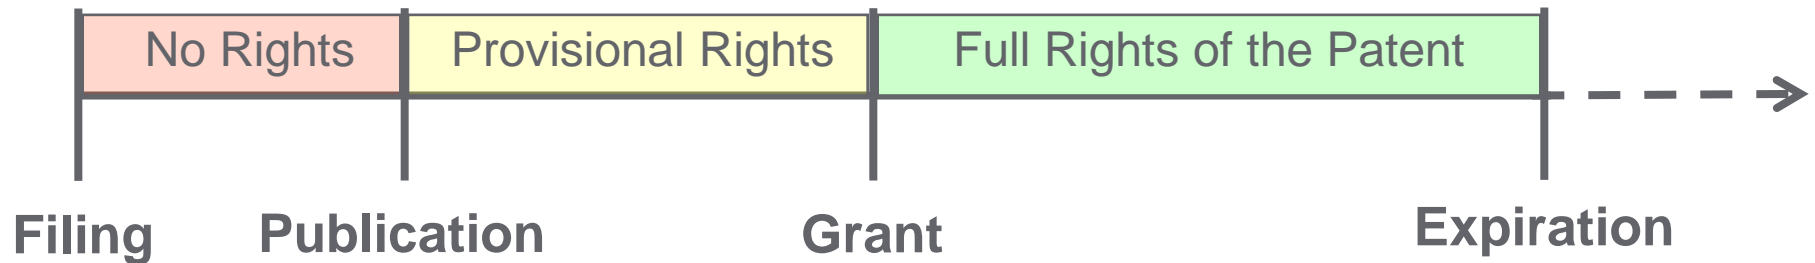 No Rights
Provisional Rights
Full Rights of the Patent
Filing
Publication
Grant
Expiration